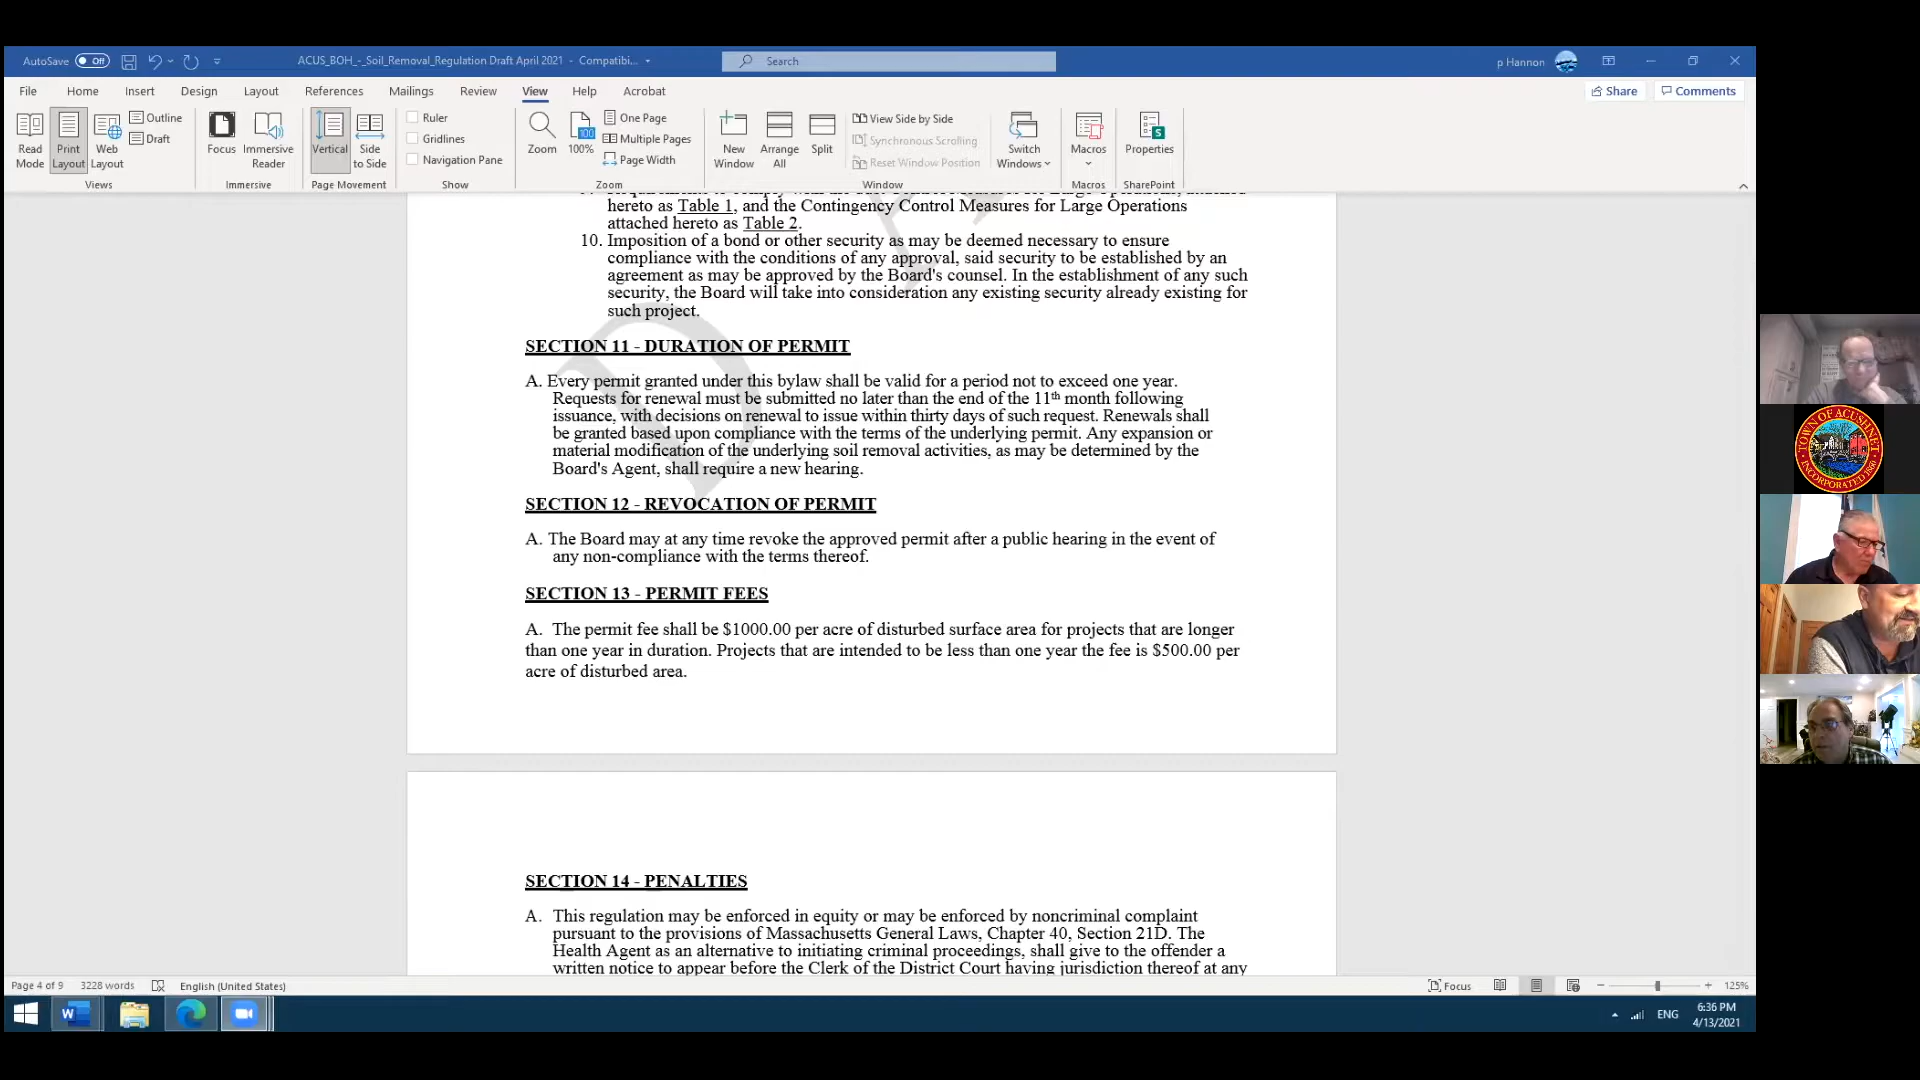 AutoSave Off ACUS_BOH_-_Soil_Removal_Regulation Draft April 2021 - Compatibi... Search p Hannon
File Home Insert Design Layout References Mailings Review View Help Acrobat Share Comments
Read Mode
Print Layout
Web Layout
Outline
Draft
Views
Focus
Immersive Reader
Immersive
Vertical
Side to Side
Page Movement
Ruler
Gridlines
Navigation Pane
Show
Zoom
100
100%
One Page
Multiple Pages
Page Width
Zoom
New Window
Arrange All
Split
View Side by Side
Synchronous Scrolling
Reset Window Position
Window
Switch Windows
Macros
Macros
Properties
SharePoint
hereto as Table 1, and the Contingency Control Measures for Large Operations
attached hereto as Table 2.
10. Imposition of a bond or other security as may be deemed necessary to ensure
compliance with the conditions of any approval, said security to be established by an
agreement as may be approved by the Board's counsel. In the establishment of any such
security, the Board will take into consideration any existing security already existing for
such project.
SECTION 11 - DURATION OF PERMIT
A. Every permit granted under this bylaw shall be valid for a period not to exceed one year.
Requests for renewal must be submitted no later than the end of the 11th month following
issuance, with decisions on renewal to issue within thirty days of such request. Renewals shall
be granted based upon compliance with the terms of the underlying permit. Any expansion or
material modification of the underlying soil removal activities, as may be determined by the
Board's Agent, shall require a new hearing.
SECTION 12 - REVOCATION OF PERMIT
A. The Board may at any time revoke the approved permit after a public hearing in the event of
any non-compliance with the terms thereof.
SECTION 13 - PERMIT FEES
A. The permit fee shall be $1000.00 per acre of disturbed surface area for projects that are longer
than one year in duration. Projects that are intended to be less than one year the fee is $500.00 per
acre of disturbed area.
SECTION 14 - PENALTIES
A. This regulation may be enforced in equity or may be enforced by noncriminal complaint
pursuant to the provisions of Massachusetts General Laws, Chapter 40, Section 21D. The
Health Agent as an alternative to initiating criminal proceedings, shall give to the offender a
written notice to appear before the Clerk of the District Court having jurisdiction thereof at any
Page 4 of 9 3228 words English (United States) Focus 125%
ENG
6:36 PM
4/13/2021
TOWN OF ACUSHNET
INCORPORATED 1860